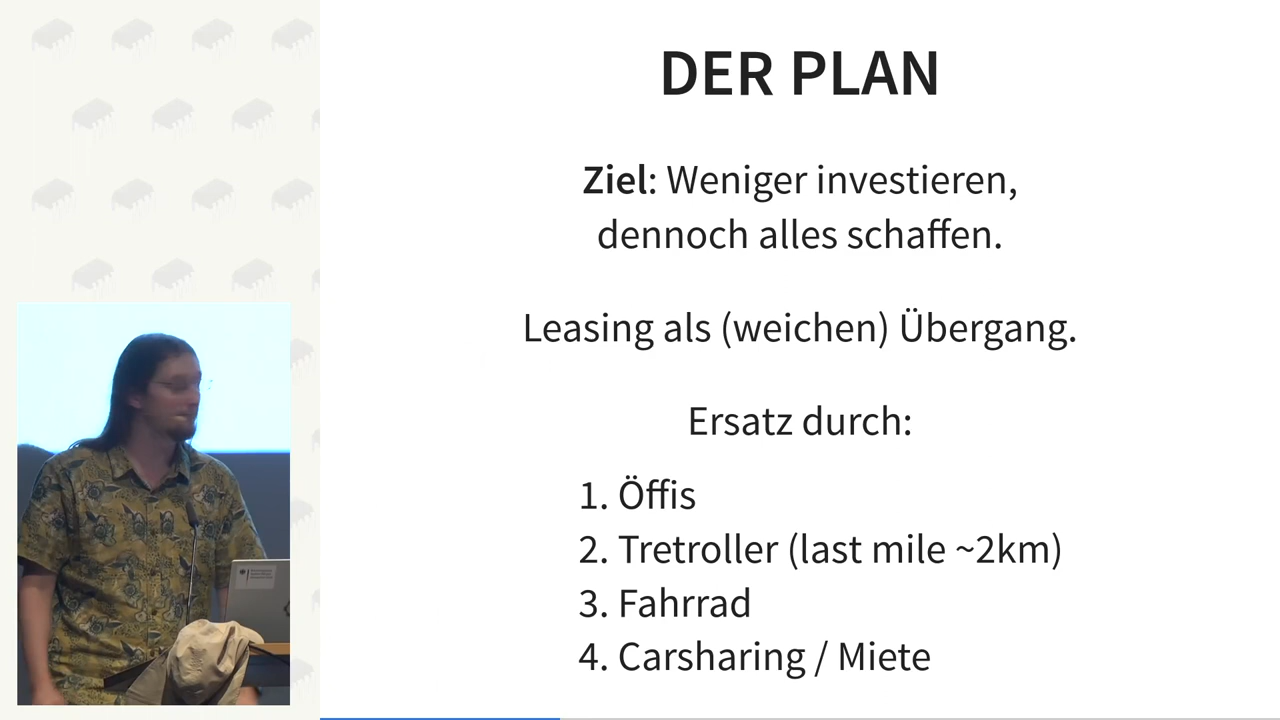 DER PLAN
Ziel: Weniger investieren,
dennoch alles schaffen.
Leasing als (weichen) Übergang.
Ersatz durch:
1. Öffis
2. Tretroller (last mile ~2km)
3. Fahrrad
4. Carsharing / Miete